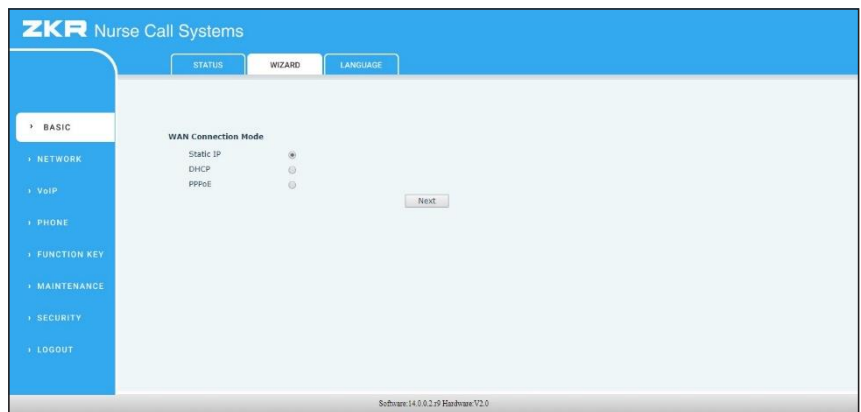 ZKR Nurse Call Systems
STATUS WIZARD LANGUAGE
BASIC
NETWORK
VoIP
PHONE
FUNCTION KEY
MAINTENANCE
SECURITY
LOGOUT
WAN Connection Mode
Static IP
DHCP
PPPoE
Next
Software:14.0.0.2.r9 Hardware:V2.0